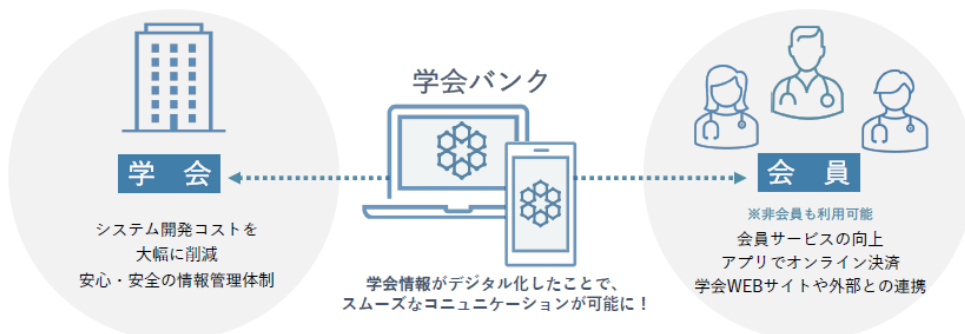 学会バンク
学 会
システム開発コストを
大幅に削減
安心・安全の情報管理体制
学会情報がデジタル化したことで、
スムーズなコニュニケーションが可能に！
会 員
※非会員も利用可能
会員サービスの向上
アプリでオンライン決済
学会WEBサイトや外部との連携